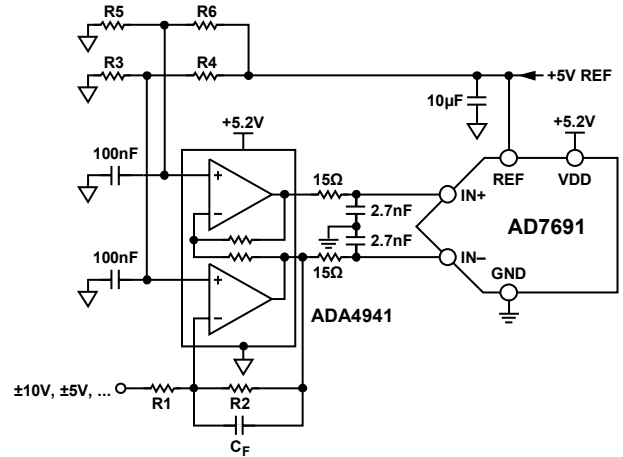 R5
R6
R3
R4
+5V REF
10µF
+5.2V
+5.2V
100nF
REF
VDD
+
15Ω
IN+
–
2.7nF
AD7691
2.7nF
100nF
+
15Ω
IN–
GND
–
ADA4941
±10V, ±5V, ...
R1
R2
CF